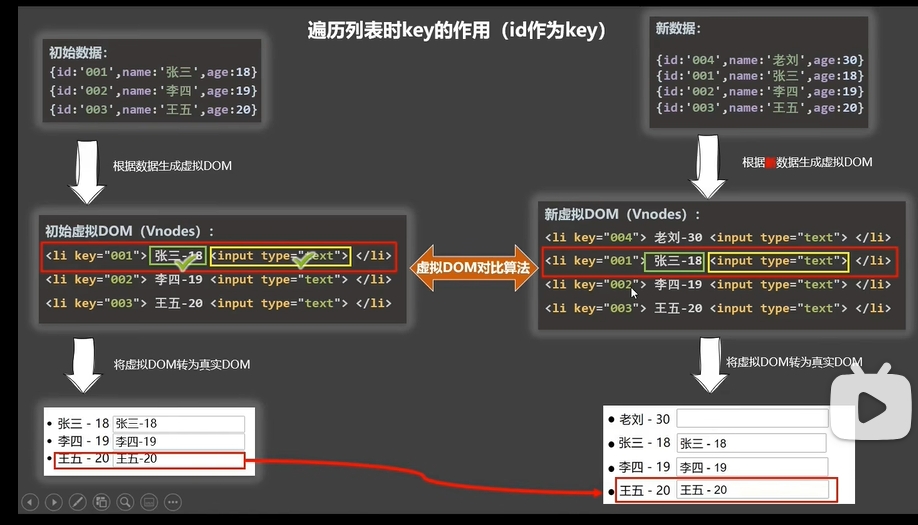 遍历列表时key的作用（id作为key）
初始数据：
{id:'001',name:'张三',age:18}
{id:'002',name:'李四',age:19}
{id:'003',name:'王五',age:20}
新数据：
{id:'004',name:'老刘',age:30}
{id:'001',name:'张三',age:18}
{id:'002',name:'李四',age:19}
{id:'003',name:'王五',age:20}
根据数据生成虚拟DOM
根据数据生成虚拟DOM
初始虚拟DOM（Vnodes）：
<li key="001"> 张三-18 <input type="text"> </li>
<li key="002"> 李四-19 <input type="text"> </li>
<li key="003"> 王五-20 <input type="text"> </li>
虚拟DOM对比算法
新虚拟DOM（Vnodes）：
<li key="004"> 老刘-30 <input type="text"> </li>
<li key="001"> 张三-18 <input type="text"> </li>
<li key="002"> 李四-19 <input type="text"> </li>
<li key="003"> 王五-20 <input type="text"> </li>
将虚拟DOM转为真实DOM
将虚拟DOM转为真实DOM
• 张三 - 18 张三-18
• 李四 - 19 李四-19
• 王五 - 20 王五-20
• 老刘 - 30
• 张三 - 18 张三 - 18
• 李四 - 19 李四 - 19
• 王五 - 20 王五 - 20